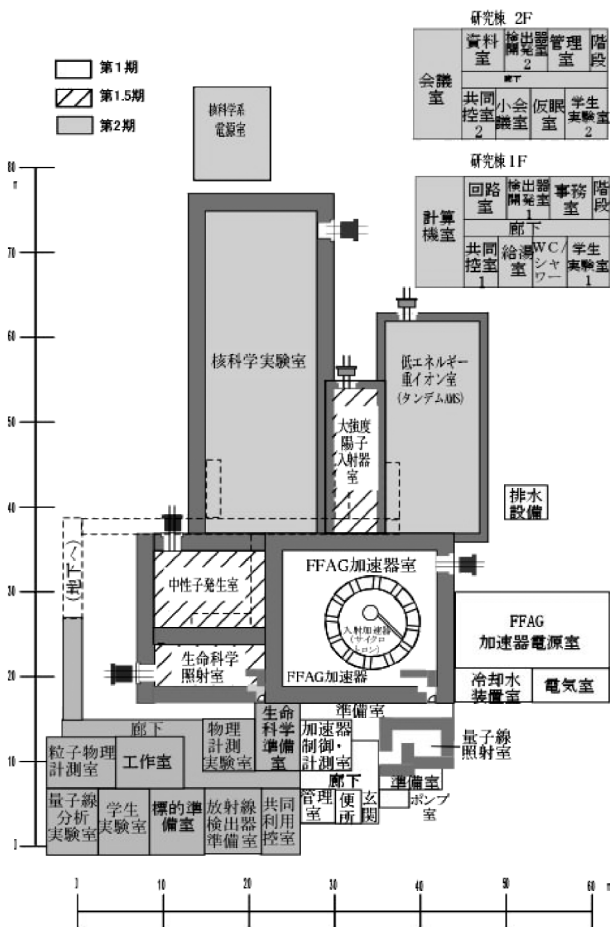 研究棟 2F
資料
室
検出器
開発室
2
管理
室
階
段
会議
室
廊下
共同
控室
2
小会
議室
仮眠
室
学生
実験室
2
研究棟1F
回路
室
検出器
開発室
1
事務
室
階
段
計算
機室
廊下
共同
控室
1
給湯
室
WC/
シャ
ワー
学生
実験室
1
第1期
第1.5期
第2期
核科学系
電源室
80
m
70
60
50
40
30
20
10
0
核科学実験室
低エネルギー
重イオン室
(タンデムAMS)
大強度
陽子
入射器
室
排水
設備
(地下へ)
中性子発生室
FFAG加速器室
入射加速器
(サイクロ
トロン)
FFAG加速器
生命科学
照射室
FFAG
加速器電源室
冷却水
装置室
電気室
廊下
物理
計測
実験室
生命
科学
準備
室
準備室
加速器
制御・
計測室
量子線
照射室
粒子物理
計測室
工作室
廊下
準備室
量子線
分析
実験室
学生
実験室
標的準
備室
放射線
検出器
準備室
共同
利用
控室
管理
室
便
所
玄
関
ポンプ
室
0
10
20
30
40
50
60
m